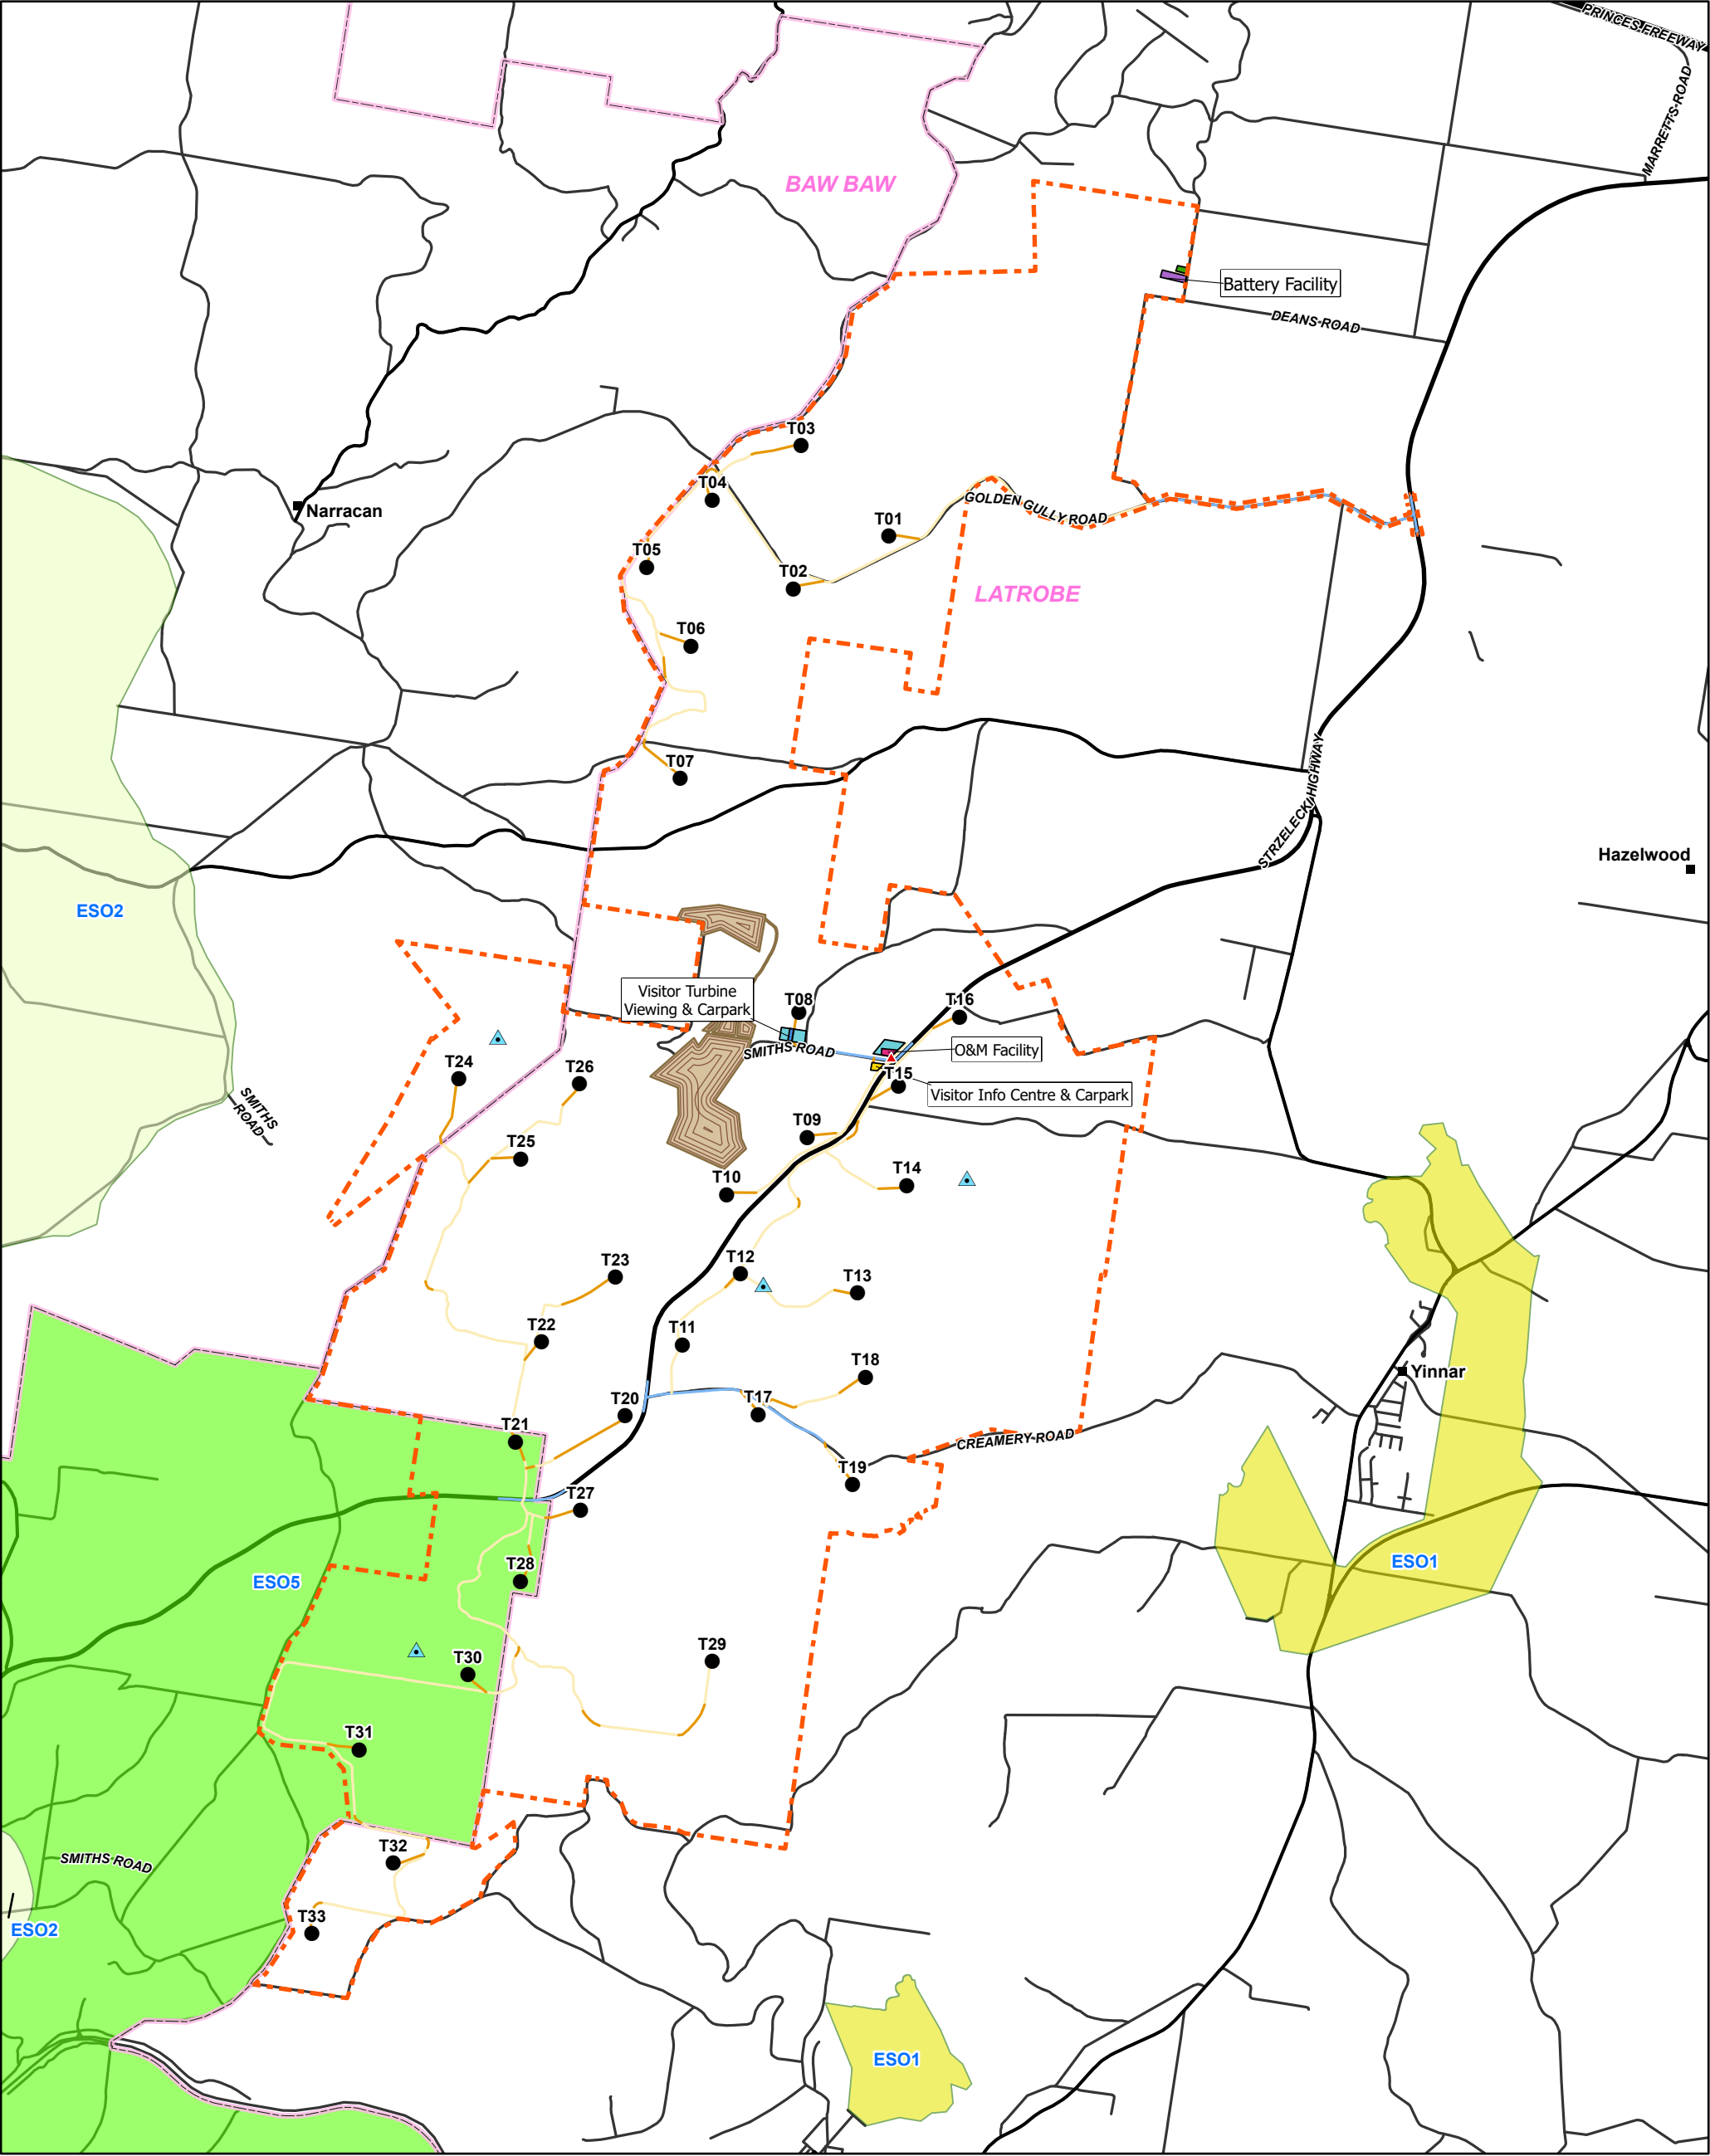 PRINCES FREEWAY
MARRETTS ROAD
BAW BAW
Battery Facility
DEANS ROAD
T03
T04
GOLDEN GULLY ROAD
Narracan
T01
T05
T02
LATROBE
T06
T07
STRZELECKI HIGHWAY
Hazelwood
ESO2
Visitor Turbine
Viewing & Carpark
T08
T16
SMITHS ROAD
O&M Facility
T24
T26
T15
Visitor Info Centre & Carpark
SMITHS
ROAD
T09
T25
T14
T10
T23
T12
T13
T22
T11
T18
Yinnar
T20
T17
T21
CREAMERY ROAD
T19
T27
T28
ESO5
ESO1
T29
T30
T31
T32
SMITHS ROAD
T33
ESO2
ESO1